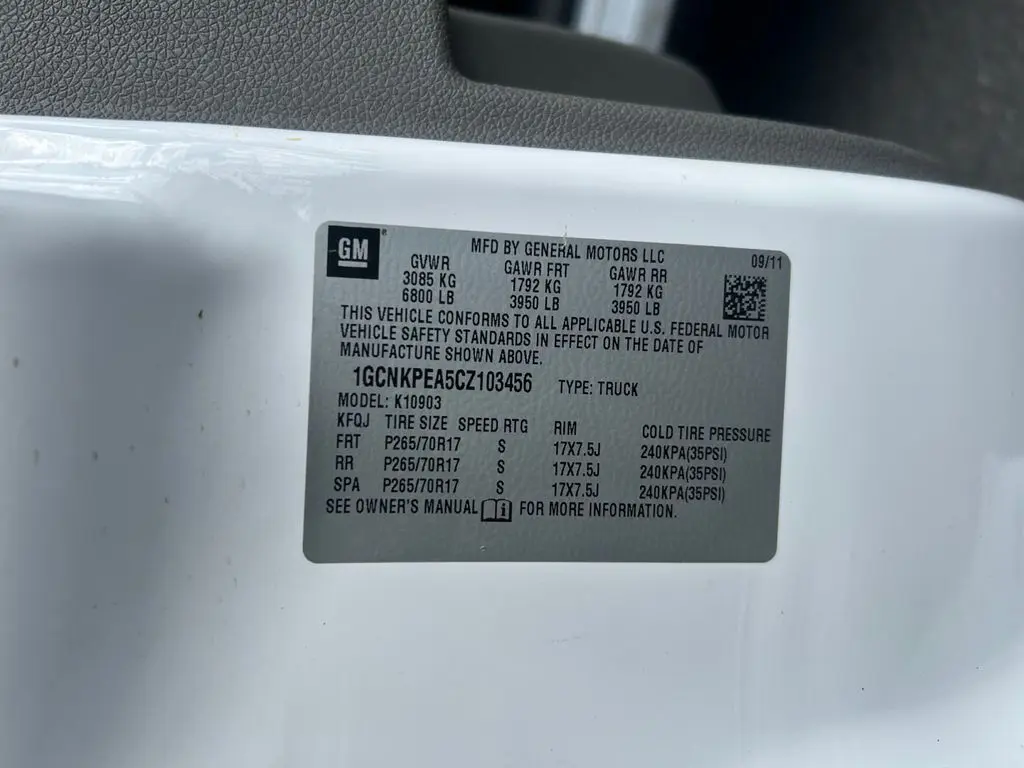 GM
MFD BY GENERAL MOTORS LLC 09/11
GVWR GAWR FRT GAWR RR
3085 KG 1792 KG 1792 KG
6800 LB 3950 LB 3950 LB
THIS VEHICLE CONFORMS TO ALL APPLICABLE U.S. FEDERAL MOTOR
VEHICLE SAFETY STANDARDS IN EFFECT ON THE DATE OF
MANUFACTURE SHOWN ABOVE.
1GCNKPEA5CZ103456 TYPE: TRUCK
MODEL: K10903
KFQJ TIRE SIZE SPEED RTG RIM COLD TIRE PRESSURE
FRT P265/70R17 S 17X7.5J 240KPA(35PSI)
RR P265/70R17 S 17X7.5J 240KPA(35PSI)
SPA P265/70R17 S 17X7.5J 240KPA(35PSI)
SEE OWNER'S MANUAL FOR MORE INFORMATION.